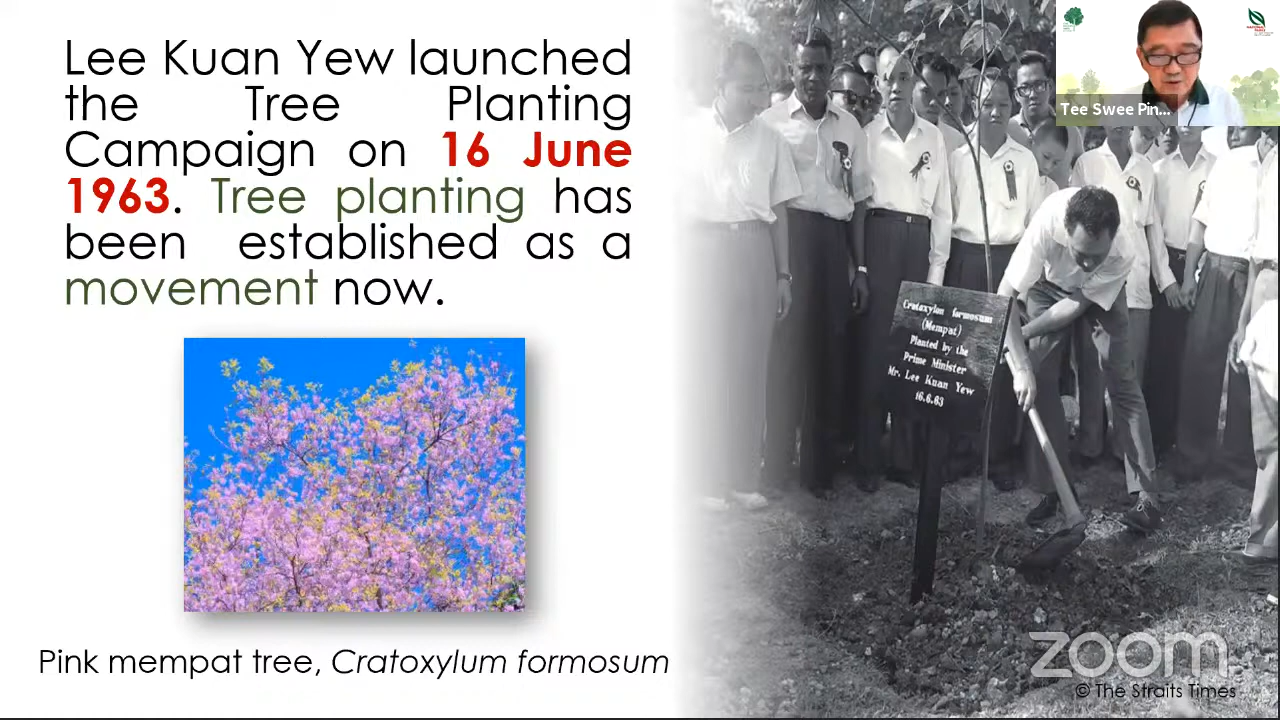 Lee Kuan Yew launched
the Tree Planting
Campaign on 16 June
1963. Tree planting has
been established as a
movement now.
Pink mempat tree, Cratoxylum formosum
Cratoxylon formosum
(Mempat)
Planted by the
Prime Minister
Mr. Lee Kuan Yew
16.6.63
Tee Swee Pin...
zoom
© The Straits Times